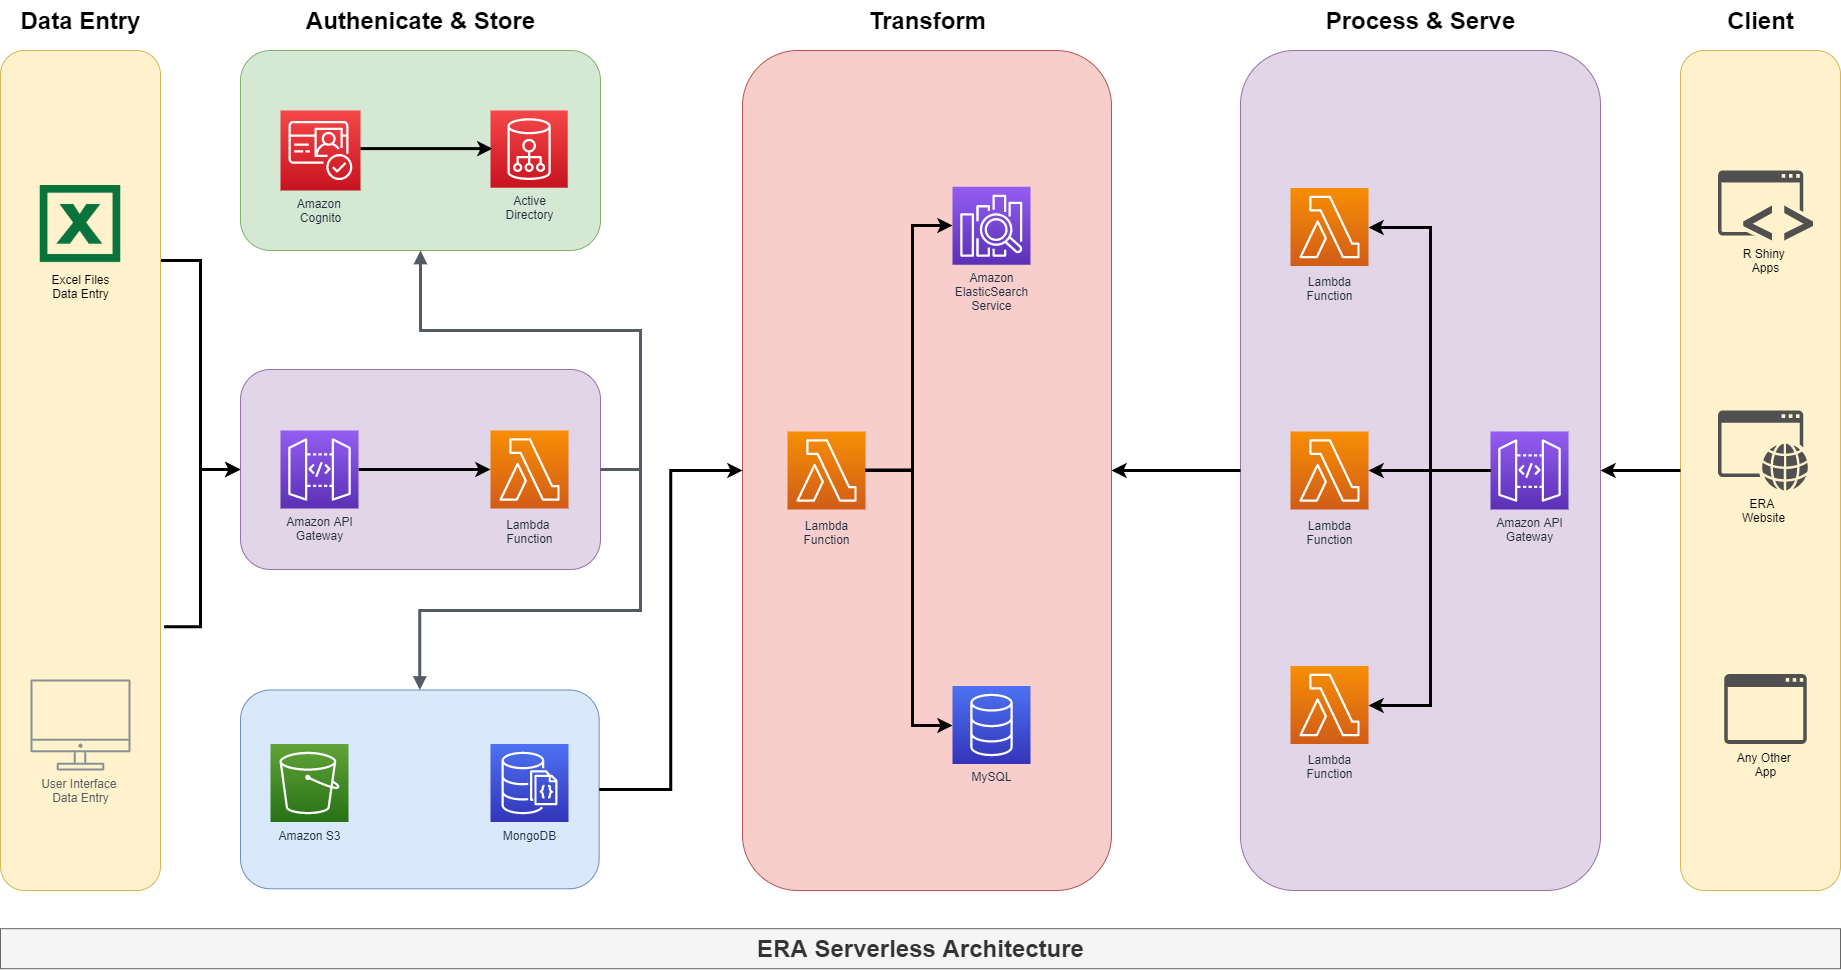 Data Entry
Authenicate & Store
Transform
Process & Serve
Client
Excel Files
Data Entry
User Interface
Data Entry
Amazon
Cognito
Active
Directory
Amazon API
Gateway
Lambda
Function
Amazon S3
MongoDB
Lambda
Function
Amazon
ElasticSearch
Service
MySQL
Lambda
Function
Lambda
Function
Lambda
Function
Amazon API
Gateway
R Shiny
Apps
ERA
Website
Any Other
App
ERA Serverless Architecture